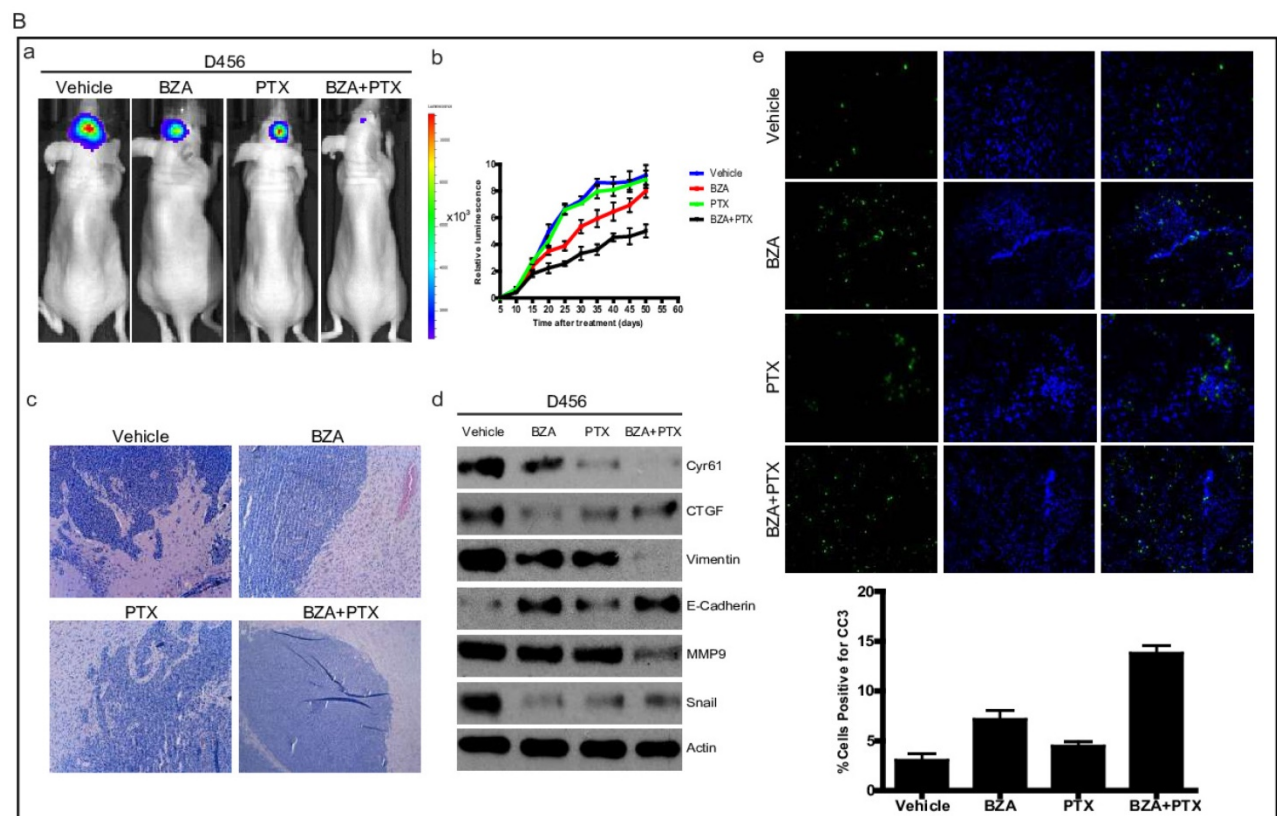 B
a
D456
Vehicle BZA PTX BZA+PTX
Luminescence
x10³
b
10
8
6
4
2
0
5 10 15 20 25 30 35 40 45 50 55 60
Relative luminescence
Time after treatment (days)
Vehicle
BZA
PTX
BZA+PTX
c
Vehicle BZA
PTX BZA+PTX
d
D456
Vehicle BZA PTX BZA+PTX
Cyr61
CTGF
Vimentin
E-Cadherin
MMP9
Snail
Actin
e
Vehicle
BZA
PTX
BZA+PTX
%Cells Positive for CC3
20
15
10
5
0
Vehicle BZA PTX BZA+PTX